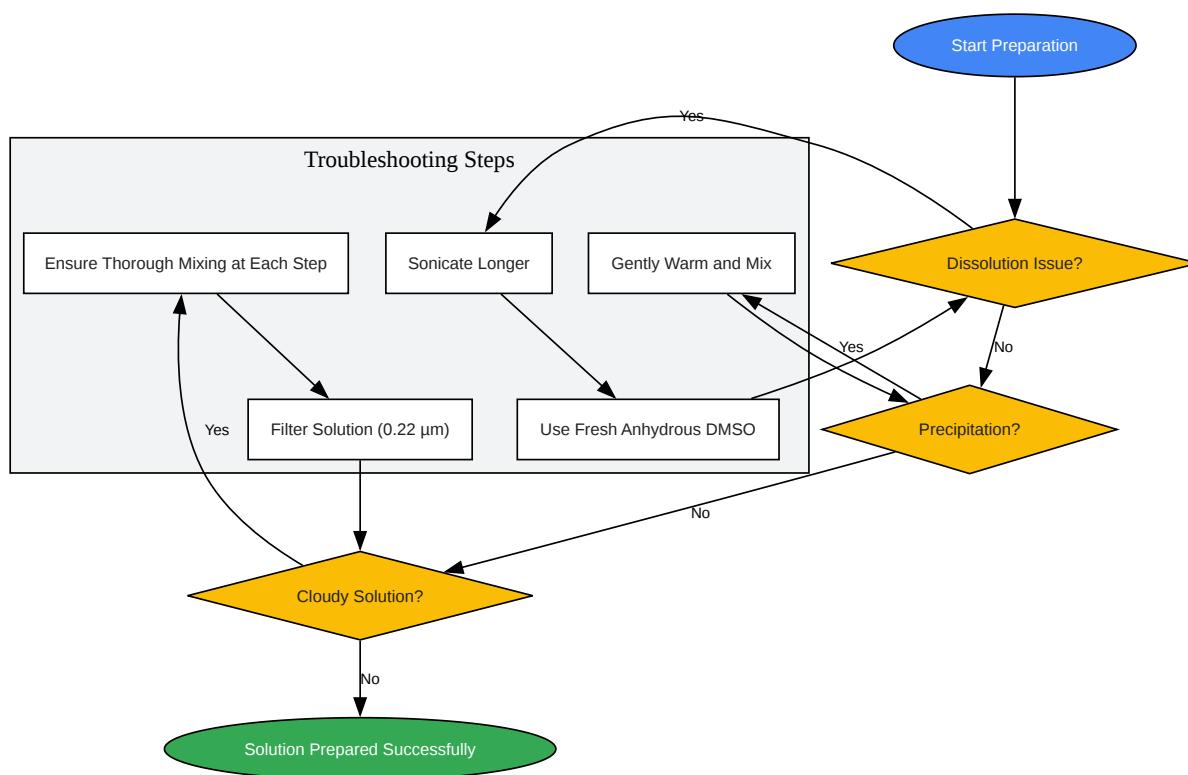 Start Preparation
Yes
Troubleshooting Steps
Ensure Thorough Mixing at Each Step
Sonicate Longer
Gently Warm and Mix
Dissolution Issue?
Yes
No
Yes
Filter Solution (0.22 µm)
Use Fresh Anhydrous DMSO
Precipitation?
No
Cloudy Solution?
No
Solution Prepared Successfully